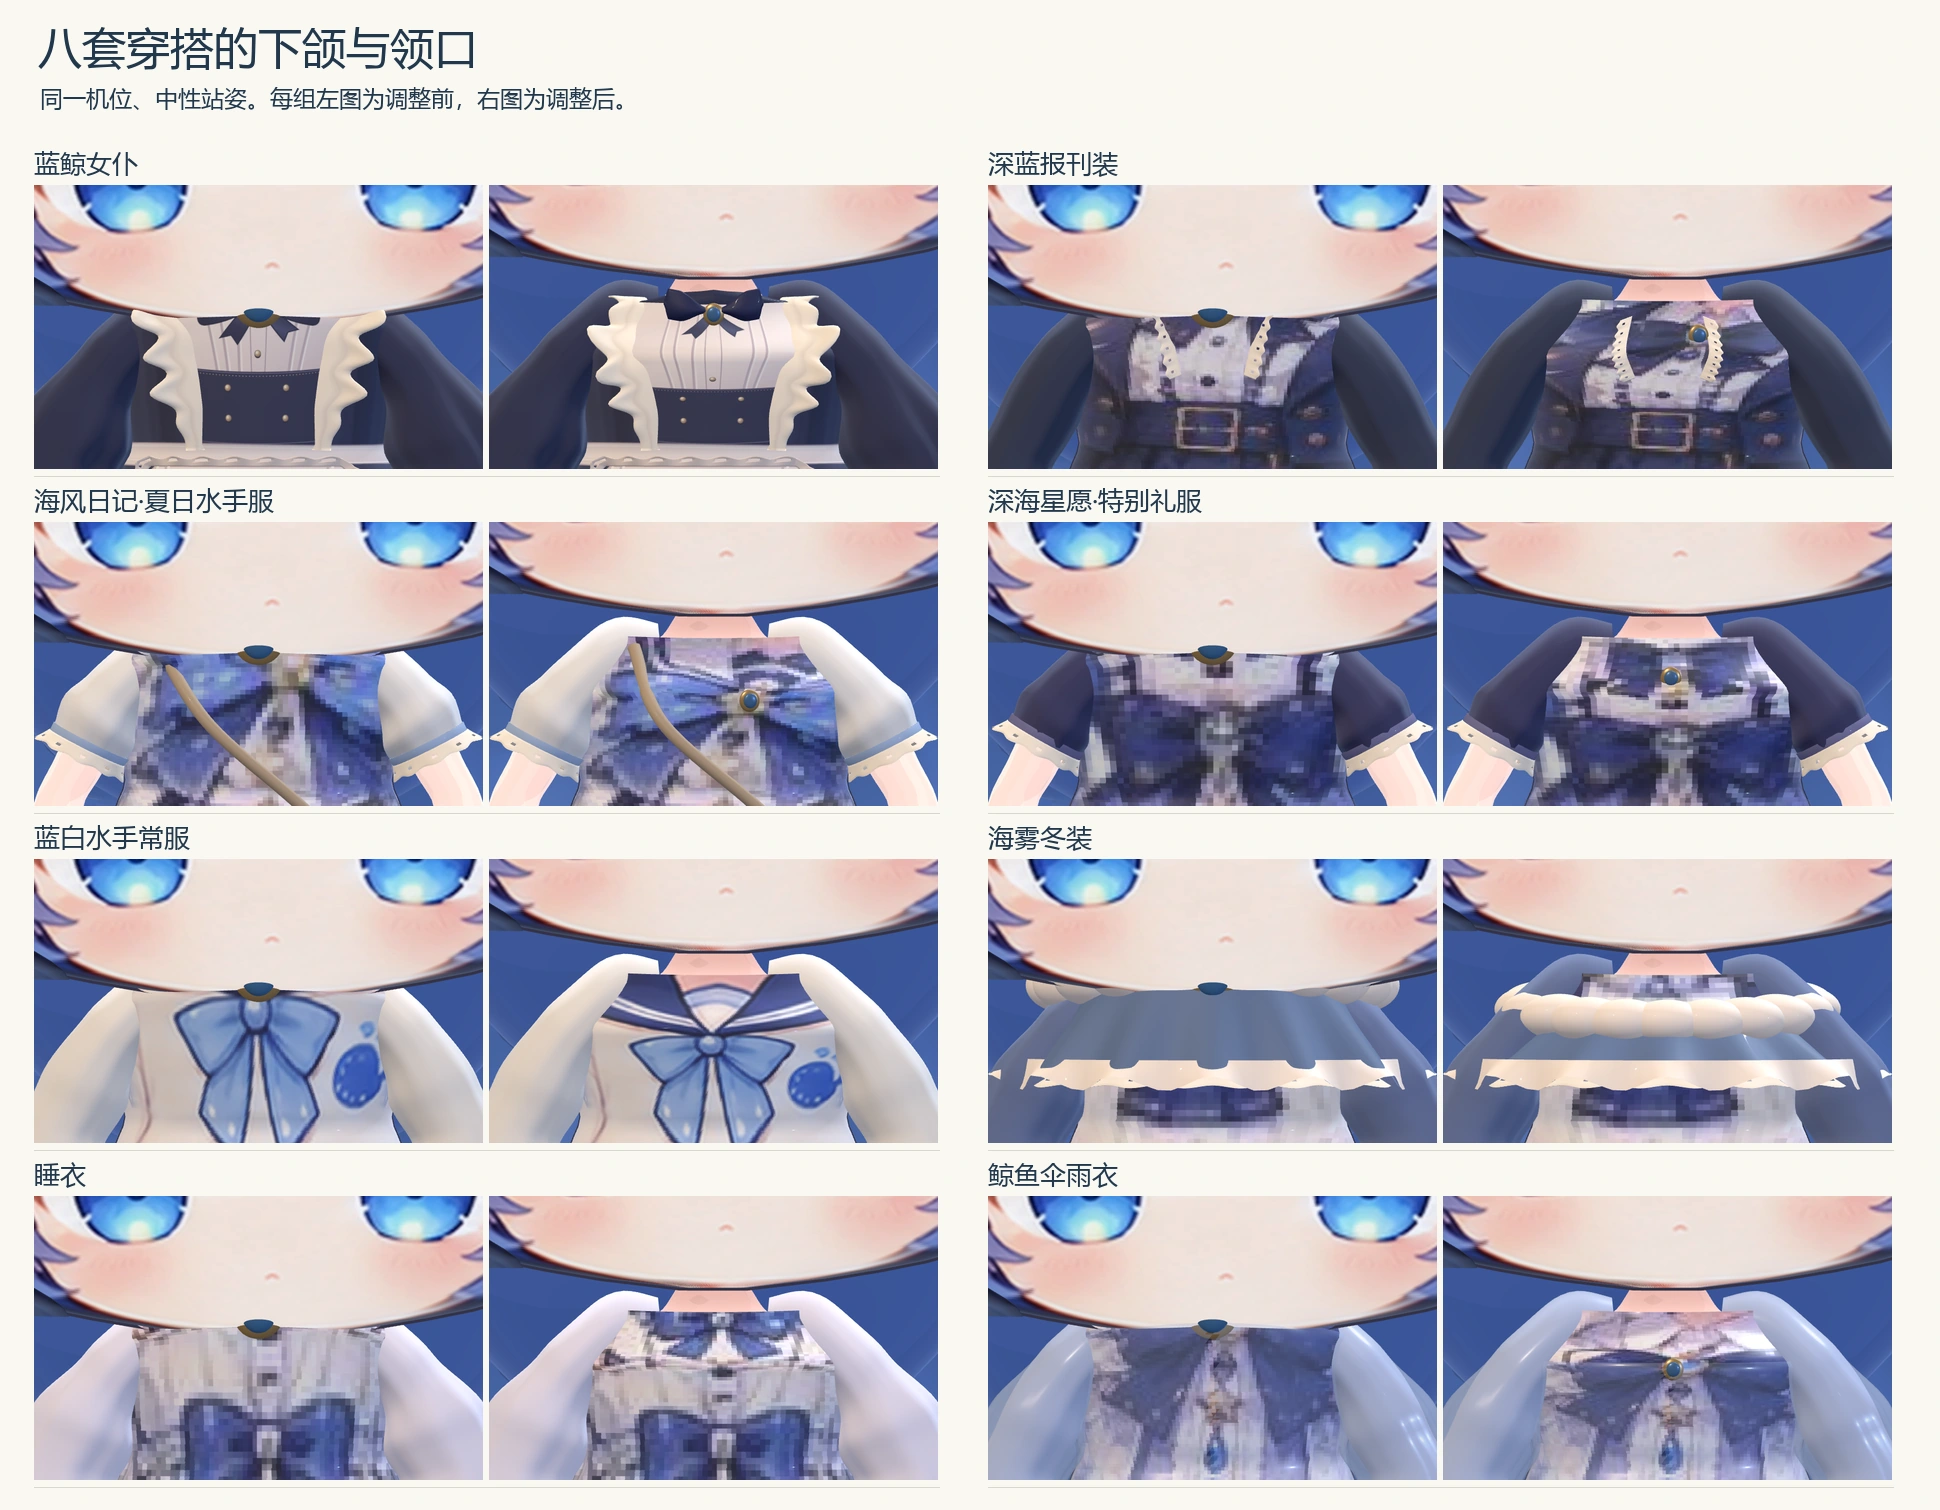 八套穿搭的下颌与领口
同一机位、中性站姿。每组左图为调整前，右图为调整后。
蓝鲸女仆
深蓝报刊装
海风日记·夏日水手服
深海星愿·特别礼服
蓝白水手常服
海雾冬装
睡衣
鲸鱼伞雨衣